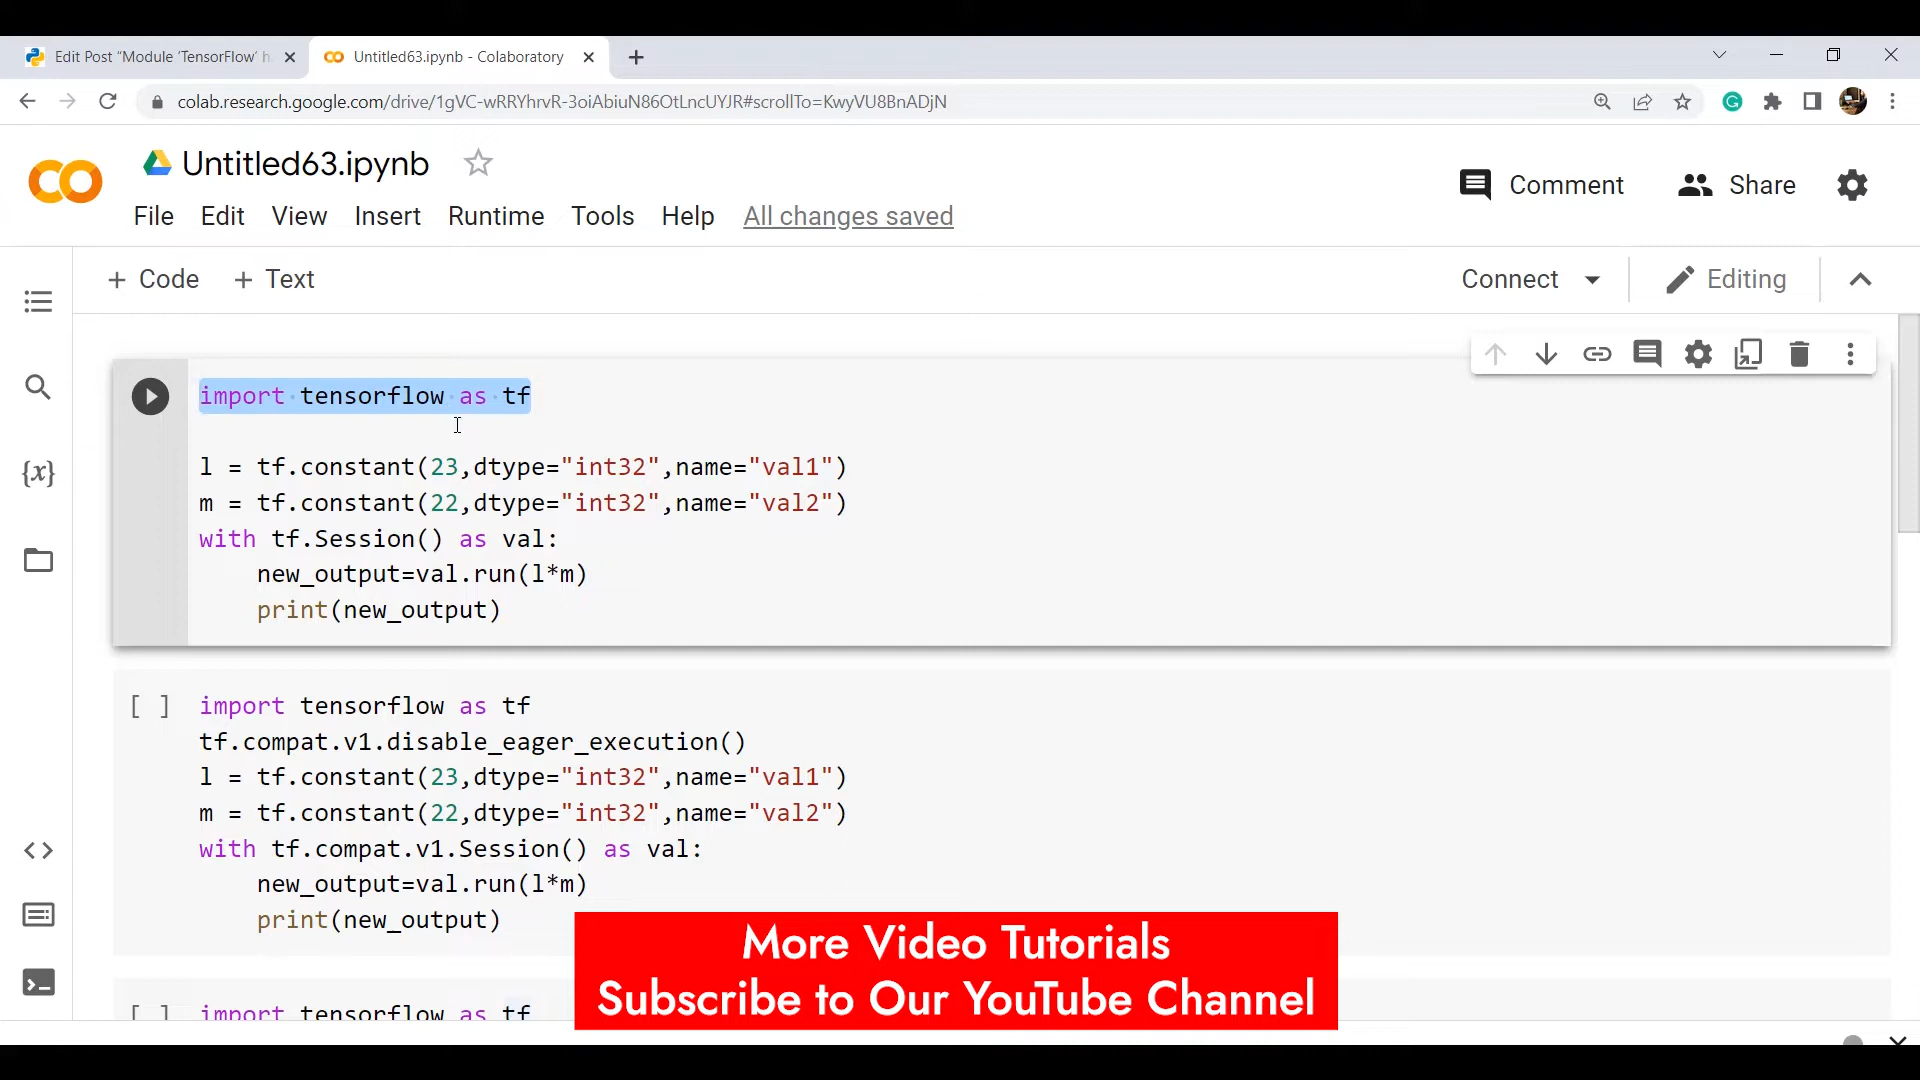 Edit Post “Module ‘TensorFlow’ h
Untitled63.ipynb - Colaboratory
colab.research.google.com/drive/1gVC-wRRYhrvR-3oiAbiuN86OtLncUYJR#scrollTo=KwyVU8BnADjN
Untitled63.ipynb
Comment
Share
File Edit View Insert Runtime Tools Help All changes saved
+ Code + Text
Connect
Editing
import tensorflow as tf
l = tf.constant(23,dtype="int32",name="val1")
m = tf.constant(22,dtype="int32",name="val2")
with tf.Session() as val:
new_output=val.run(l*m)
print(new_output)
[ ] import tensorflow as tf
tf.compat.v1.disable_eager_execution()
l = tf.constant(23,dtype="int32",name="val1")
m = tf.constant(22,dtype="int32",name="val2")
with tf.compat.v1.Session() as val:
new_output=val.run(l*m)
print(new_output)
[ ] import tensorflow as tf
More Video Tutorials
Subscribe to Our YouTube Channel